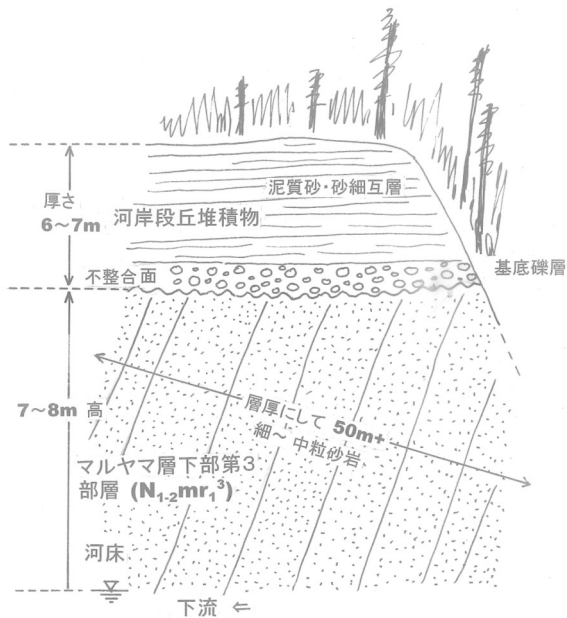 泥質砂・砂細互層
厚さ
6〜7m
河岸段丘堆積物
不整合面
基底礫層
7〜8m 高
層厚にして 50m+
細〜中粒砂岩
マルヤマ層下部第3
部層 (N₁₋₂mr₁³)
河床
下流 ⇐